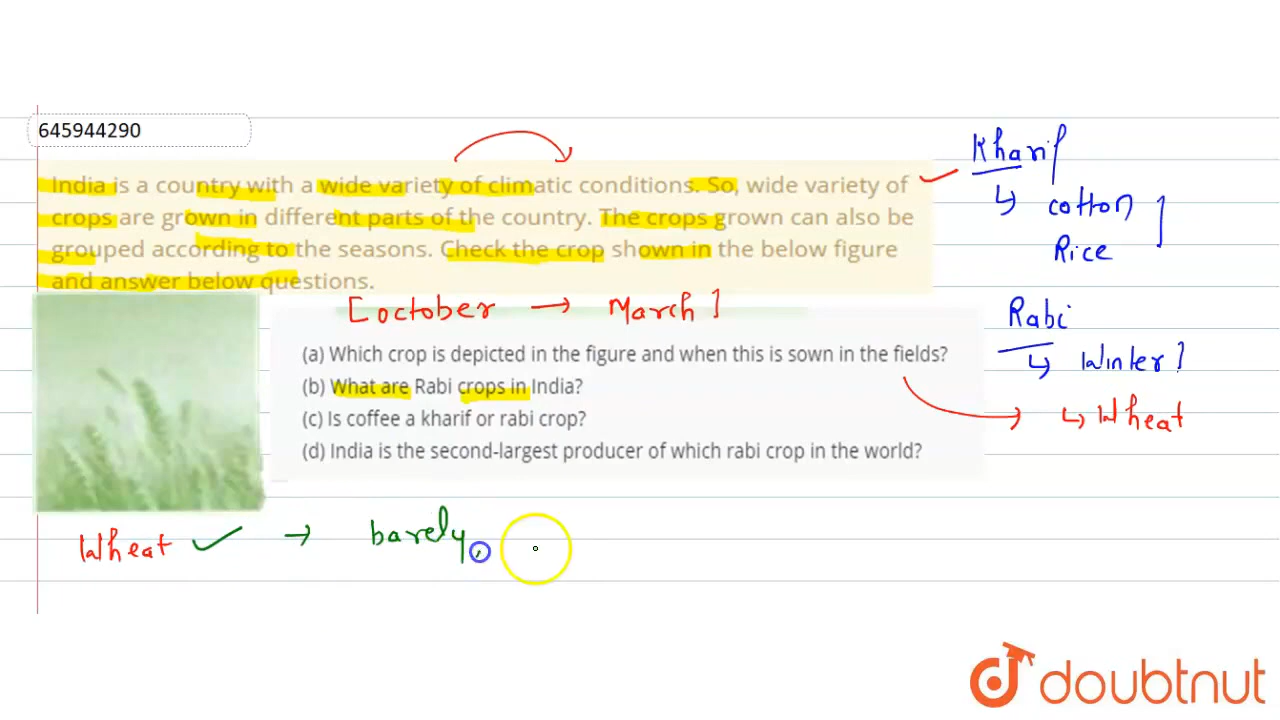 645944290
India is a country with a wide variety of climatic conditions. So, wide variety of
crops are grown in different parts of the country. The crops grown can also be
grouped according to the seasons. Check the crop shown in the below figure
and answer below questions.
[october → March]
(a) Which crop is depicted in the figure and when this is sown in the fields?
(b) What are Rabi crops in India?
(c) Is coffee a kharif or rabi crop?
(d) India is the second-largest producer of which rabi crop in the world?
Kharif
↳ cotton
Rice
Rabi
↳ Winter ?
↳ Wheat
Wheat ✓ → barely,
doubtnut